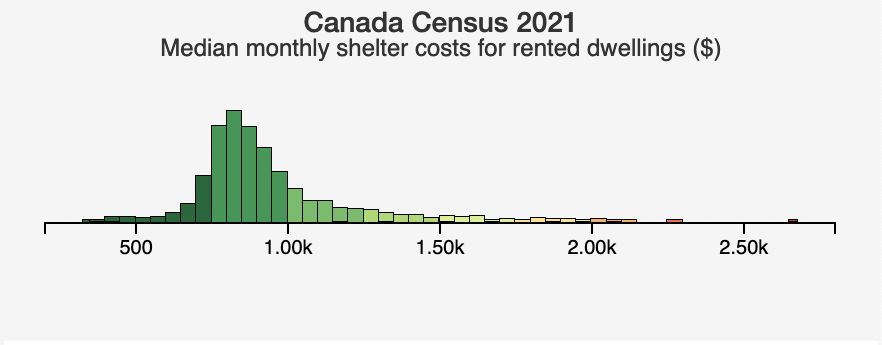 Canada Census 2021
Median monthly shelter costs for rented dwellings ($)
500 1.00k 1.50k 2.00k 2.50k